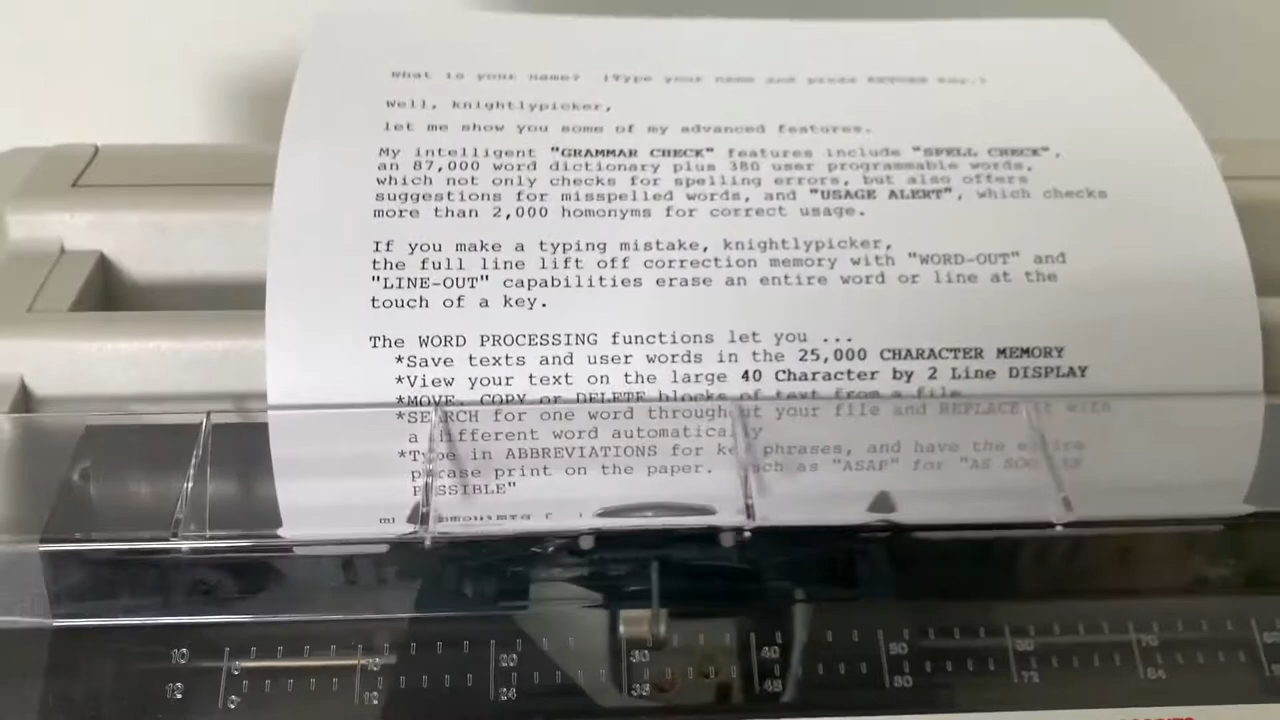 What is your name? (Type your name and press RETURN key.)
Well, knightlypicker,
let me show you some of my advanced features.
My intelligent "GRAMMAR CHECK" features include "SPELL CHECK",
an 87,000 word dictionary plus 380 user programmable words,
which not only checks for spelling errors, but also offers
suggestions for misspelled words, and "USAGE ALERT", which checks
more than 2,000 homonyms for correct usage.
If you make a typing mistake, knightlypicker,
the full line lift off correction memory with "WORD-OUT" and
"LINE-OUT" capabilities erase an entire word or line at the
touch of a key.
The WORD PROCESSING functions let you ...
*Save texts and user words in the 25,000 CHARACTER MEMORY
*View your text on the large 40 Character by 2 Line DISPLAY
*MOVE, COPY or DELETE blocks of text from a file
*SEARCH for one word throughout your file and REPLACE it with
a different word automatically
*Type in ABBREVIATIONS for key phrases, and have the entire
phrase print on the paper. Such as "ASAP" for "AS SOON AS
POSSIBLE"
10 20 30 40 50 60 70
12 0 12 24 36 48 60 72 84